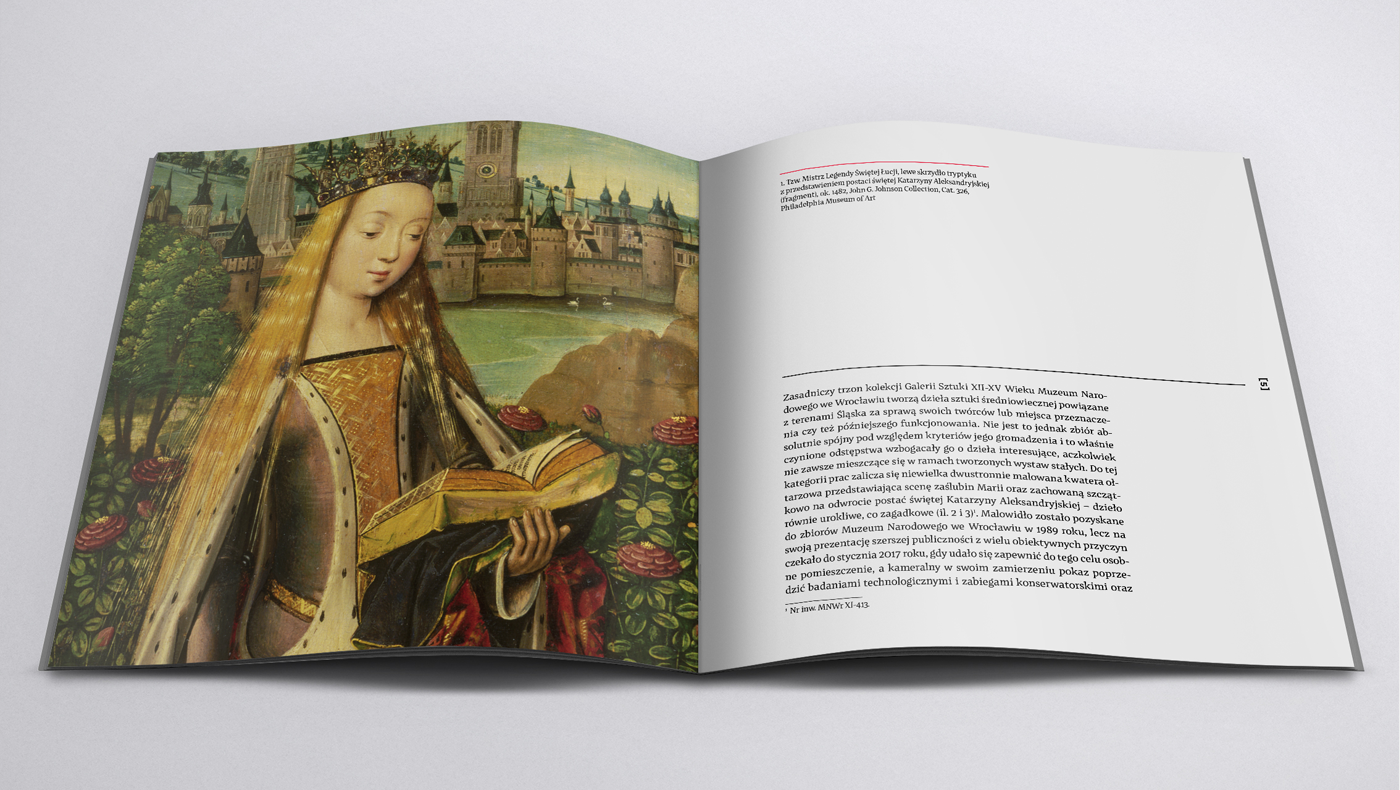 1. Tzw. Mistrz Legendy Świętej Łucji, lewe skrzydło tryptyku
z przedstawieniem postaci świętej Katarzyny Aleksandryjskiej
(fragment), ok. 1482, John G. Johnson Collection, Cat. 326,
Philadelphia Museum of Art
[5]
Zasadniczy trzon kolekcji Galerii Sztuki XII-XV Wieku Muzeum Naro-
dowego we Wrocławiu tworzą dzieła sztuki średniowiecznej powiązane
z terenami Śląska za sprawą swoich twórców lub miejsca przeznacze-
nia czy też późniejszego funkcjonowania. Nie jest to jednak zbiór ab-
solutnie spójny pod względem kryteriów jego gromadzenia i to właśnie
czynione odstępstwa wzbogacały go o dzieła interesujące, aczkolwiek
nie zawsze mieszczące się w ramach tworzonych wystaw stałych. Do tej
kategorii prac zalicza się niewielka dwustronnie malowana kwatera oł-
tarzowa przedstawiająca scenę zaślubin Marii oraz zachowaną szcząt-
kowo na odwrocie postać świętej Katarzyny Aleksandryjskiej – dzieło
równie urokliwe, co zagadkowe (il. 2 i 3)¹. Malowidło zostało pozyskane
do zbiorów Muzeum Narodowego we Wrocławiu w 1989 roku, lecz na
swoją prezentację szerszej publiczności z wielu obiektywnych przyczyn
czekało do stycznia 2017 roku, gdy udało się zapewnić do tego celu osob-
ne pomieszczenie, a kameralny w swoim zamierzeniu pokaz poprze-
dzić badaniami technologicznymi i zabiegami konserwatorskimi oraz
¹ Nr inw. MNWr XI-413.